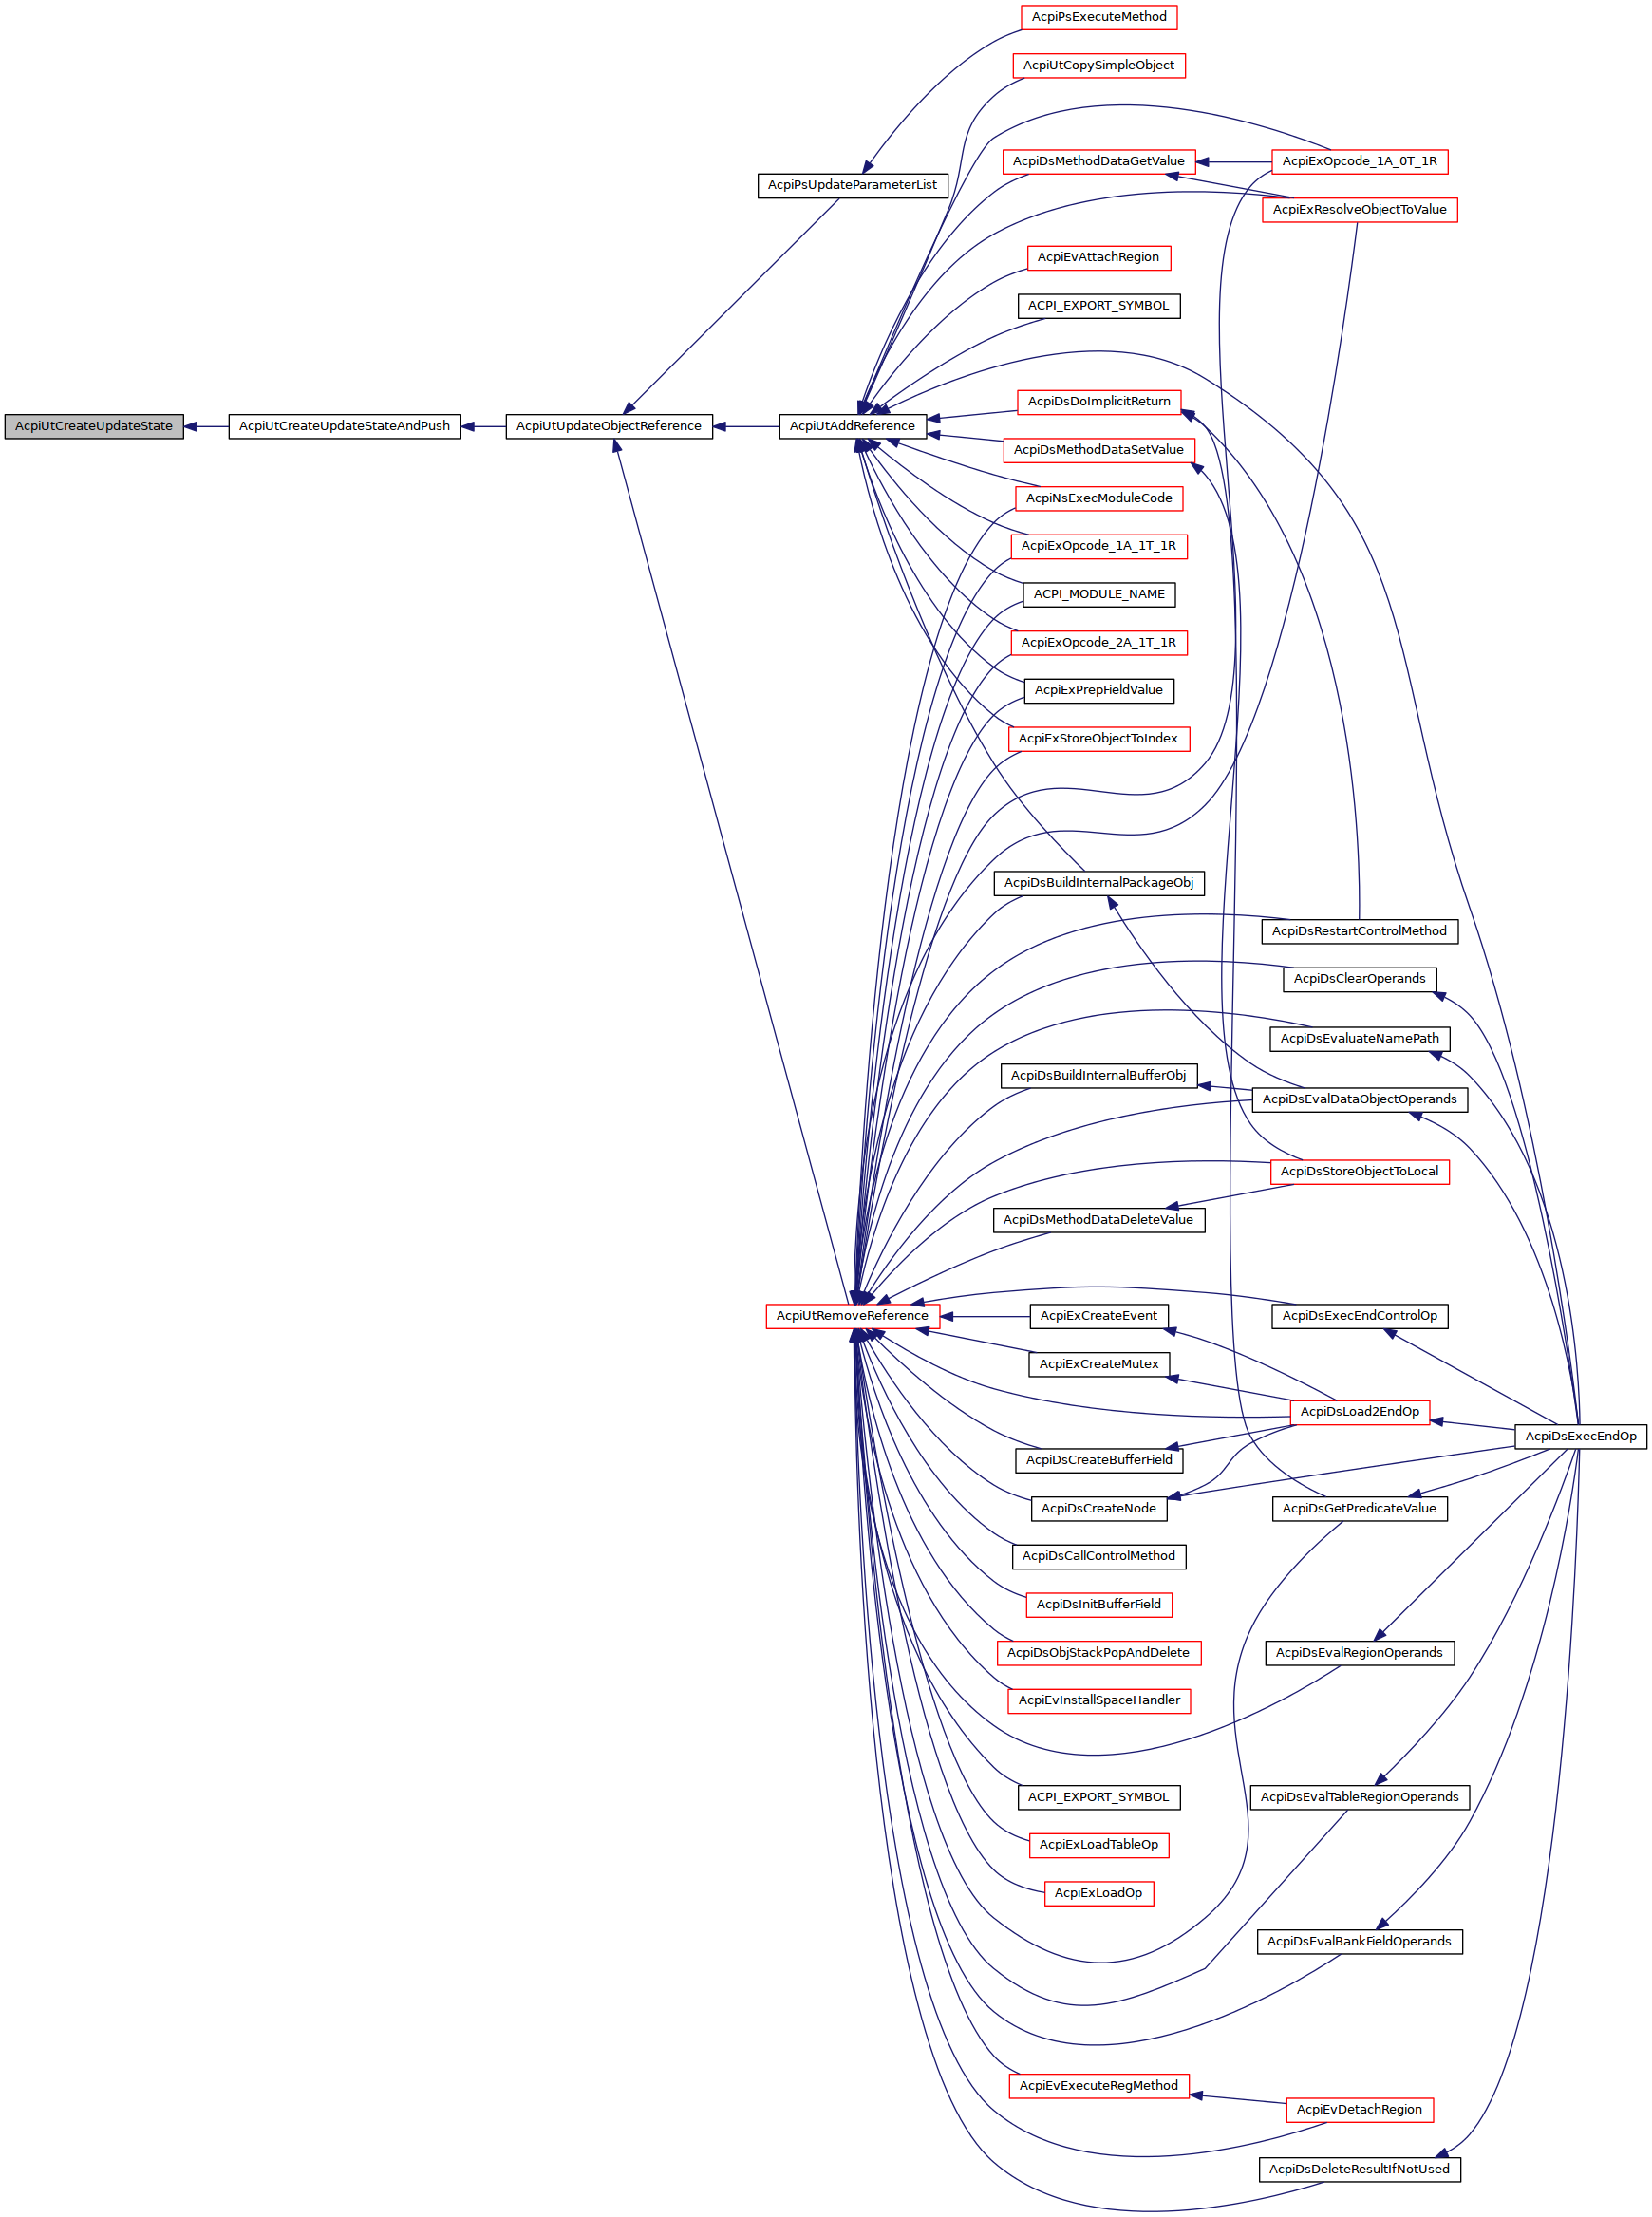 AcpiPsExecuteMethod
AcpiUtCopySimpleObject
AcpiDsMethodDataGetValue
AcpiExOpcode_1A_0T_1R
AcpiPsUpdateParameterList
AcpiExResolveObjectToValue
AcpiEvAttachRegion
ACPI_EXPORT_SYMBOL
AcpiDsDoImplicitReturn
AcpiUtCreateUpdateState
AcpiUtCreateUpdateStateAndPush
AcpiUtUpdateObjectReference
AcpiUtAddReference
AcpiDsMethodDataSetValue
AcpiNsExecModuleCode
AcpiExOpcode_1A_1T_1R
ACPI_MODULE_NAME
AcpiExOpcode_2A_1T_1R
AcpiExPrepFieldValue
AcpiExStoreObjectToIndex
AcpiDsBuildInternalPackageObj
AcpiDsRestartControlMethod
AcpiDsClearOperands
AcpiDsEvaluateNamePath
AcpiDsBuildInternalBufferObj
AcpiDsEvalDataObjectOperands
AcpiDsStoreObjectToLocal
AcpiDsMethodDataDeleteValue
AcpiUtRemoveReference
AcpiExCreateEvent
AcpiDsExecEndControlOp
AcpiExCreateMutex
AcpiDsLoad2EndOp
AcpiDsExecEndOp
AcpiDsCreateBufferField
AcpiDsCreateNode
AcpiDsGetPredicateValue
AcpiDsCallControlMethod
AcpiDsInitBufferField
AcpiDsObjStackPopAndDelete
AcpiDsEvalRegionOperands
AcpiEvInstallSpaceHandler
ACPI_EXPORT_SYMBOL
AcpiDsEvalTableRegionOperands
AcpiExLoadTableOp
AcpiExLoadOp
AcpiDsEvalBankFieldOperands
AcpiEvExecuteRegMethod
AcpiEvDetachRegion
AcpiDsDeleteResultIfNotUsed